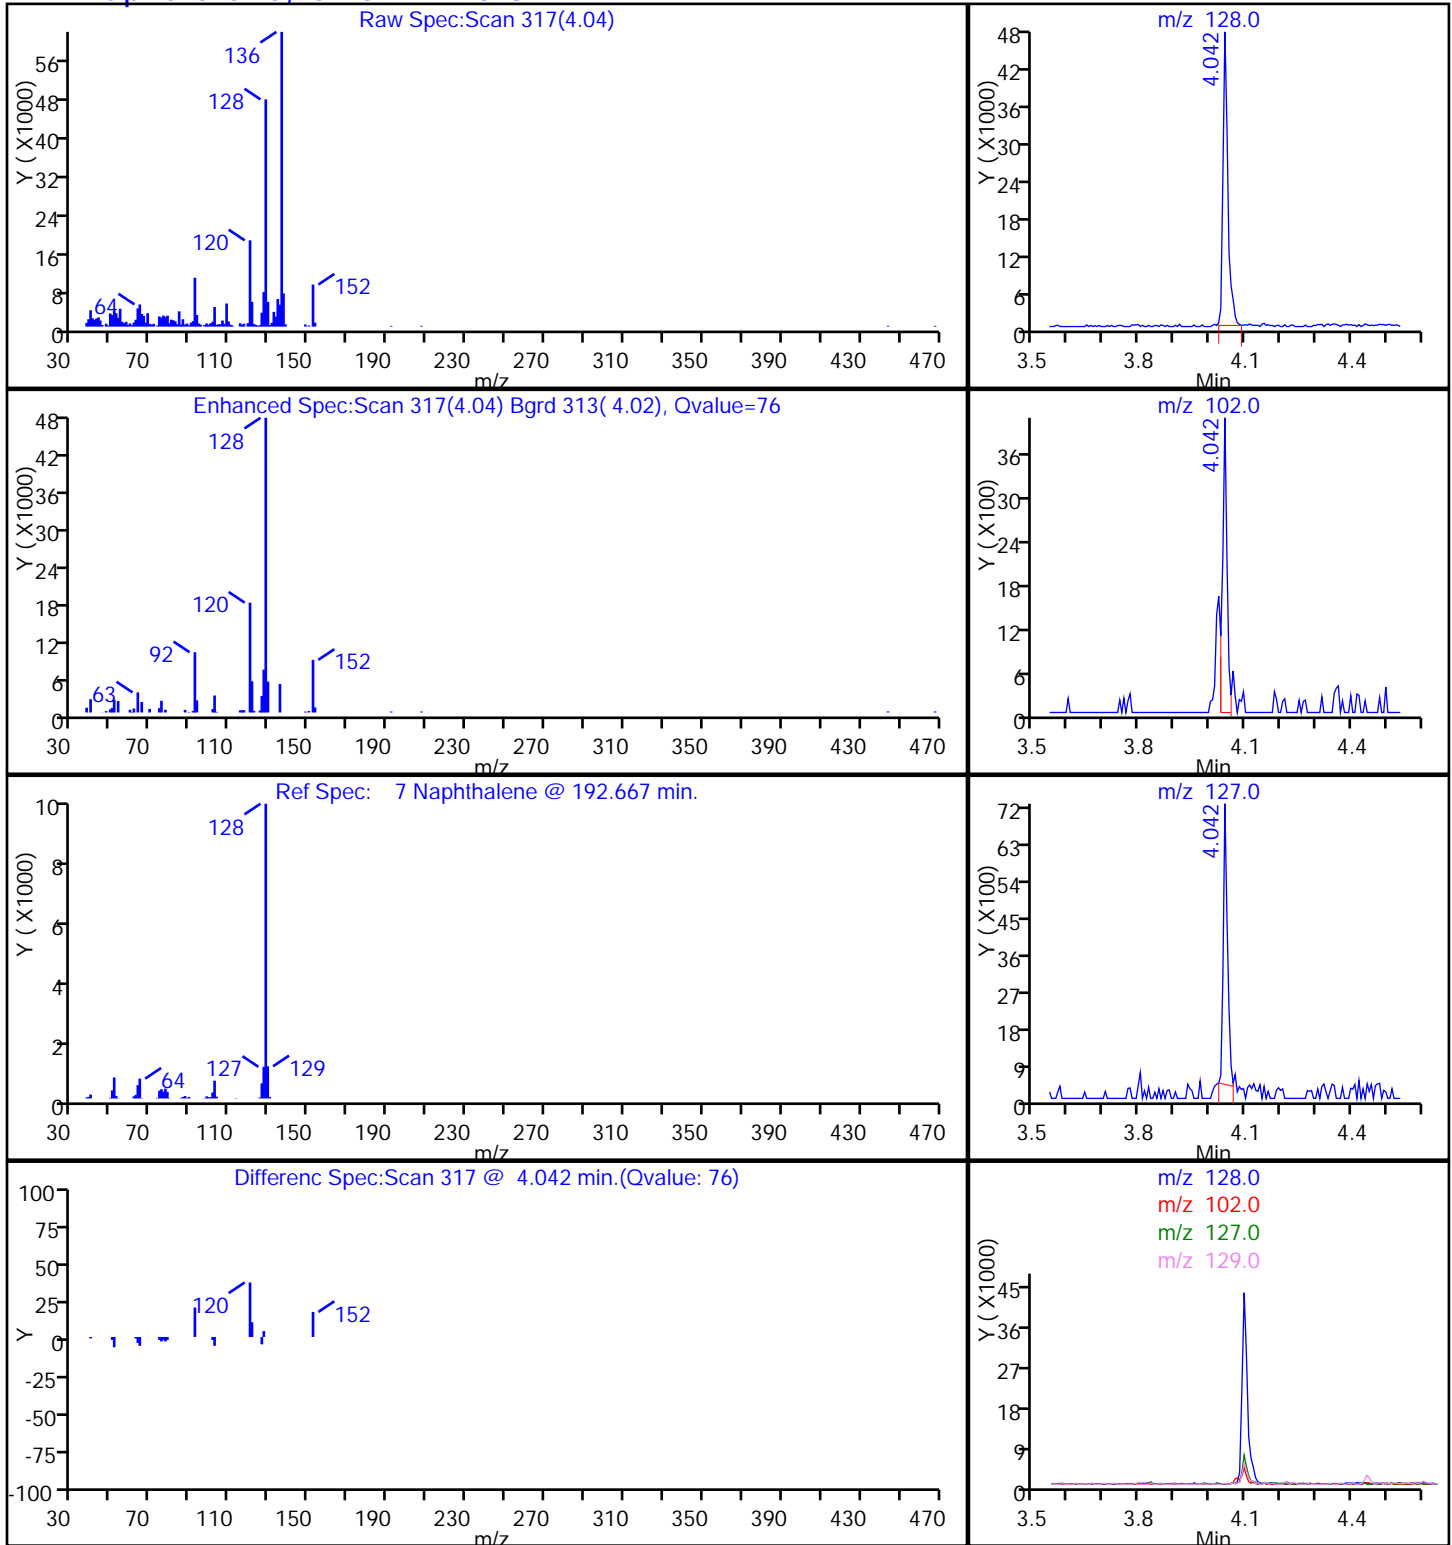 Raw Spec:Scan 317(4.04)
Y ( X1000)
56
48
40
32
24
16
8
0
136
128
120
64
152
30 70 110 150 190 230 270 310 350 390 430 470
m/z
m/z 128.0
Y ( X1000)
48
42
36
30
24
18
12
6
0
4.042
3.5 3.8 4.1 4.4
Min
Enhanced Spec:Scan 317(4.04) Bgrd 313( 4.02), Qvalue=76
Y ( X1000)
48
42
36
30
24
18
12
6
0
128
120
92
63
152
30 70 110 150 190 230 270 310 350 390 430 470
m/z
m/z 102.0
Y ( X100)
36
30
24
18
12
6
0
4.042
3.5 3.8 4.1 4.4
Min
Ref Spec: 7 Naphthalene @ 192.667 min.
Y ( X1000)
10
8
6
4
2
0
128
127
129
64
30 70 110 150 190 230 270 310 350 390 430 470
m/z
m/z 127.0
Y ( X100)
72
63
54
45
36
27
18
9
0
4.042
3.5 3.8 4.1 4.4
Min
Differenc Spec:Scan 317 @ 4.042 min.(Qvalue: 76)
Y
100
75
50
25
0
-25
-50
-75
-100
120
152
30 70 110 150 190 230 270 310 350 390 430 470
m/z
m/z 128.0
m/z 102.0
m/z 127.0
m/z 129.0
Y ( X1000)
45
36
27
18
9
0
3.5 3.8 4.1 4.4
Min